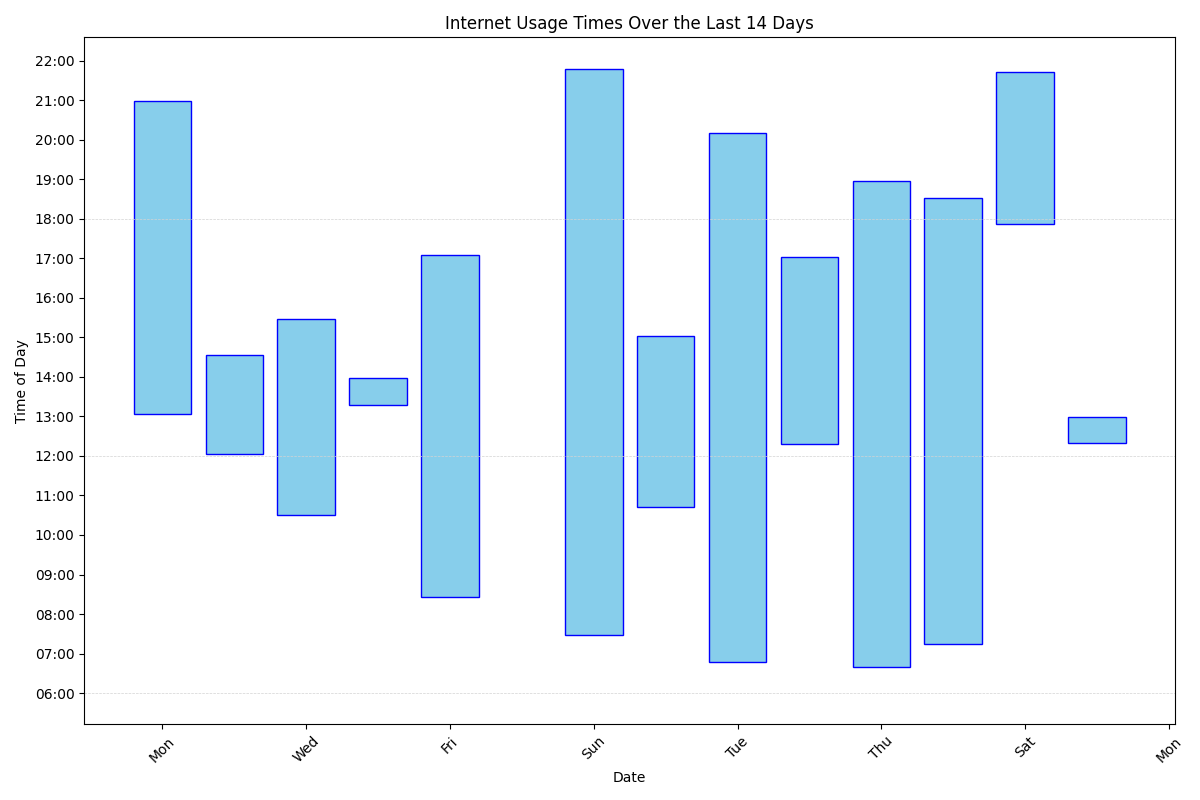 Internet Usage Times Over the Last 14 Days
22:00
21:00
20:00
19:00
18:00
17:00
16:00
15:00
14:00
13:00
12:00
11:00
10:00
09:00
08:00
07:00
06:00
Time of Day
Mon
Wed
Fri
Sun
Tue
Thu
Sat
Mon
Date